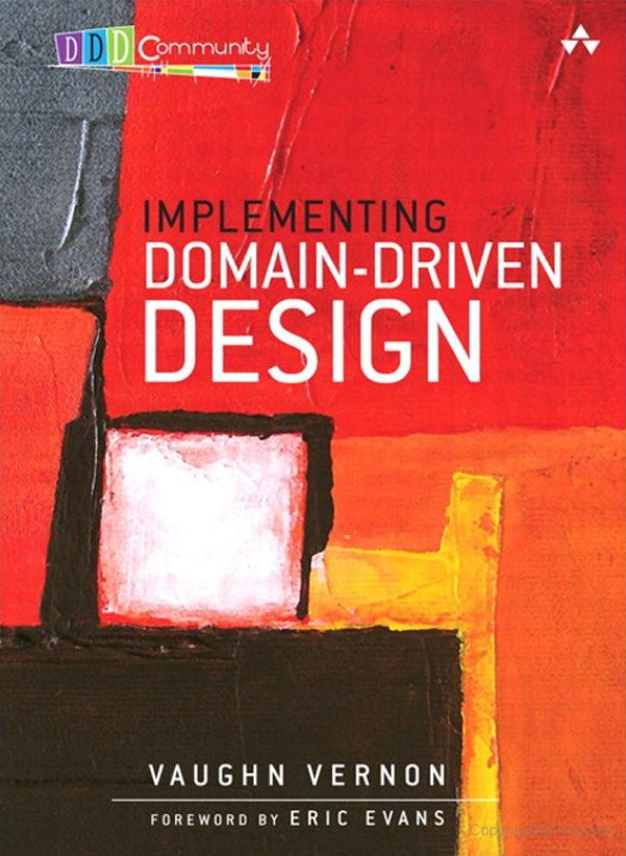 DDD Community
IMPLEMENTING
DOMAIN-DRIVEN
DESIGN
VAUGHN VERNON
FOREWORD BY ERIC EVANS